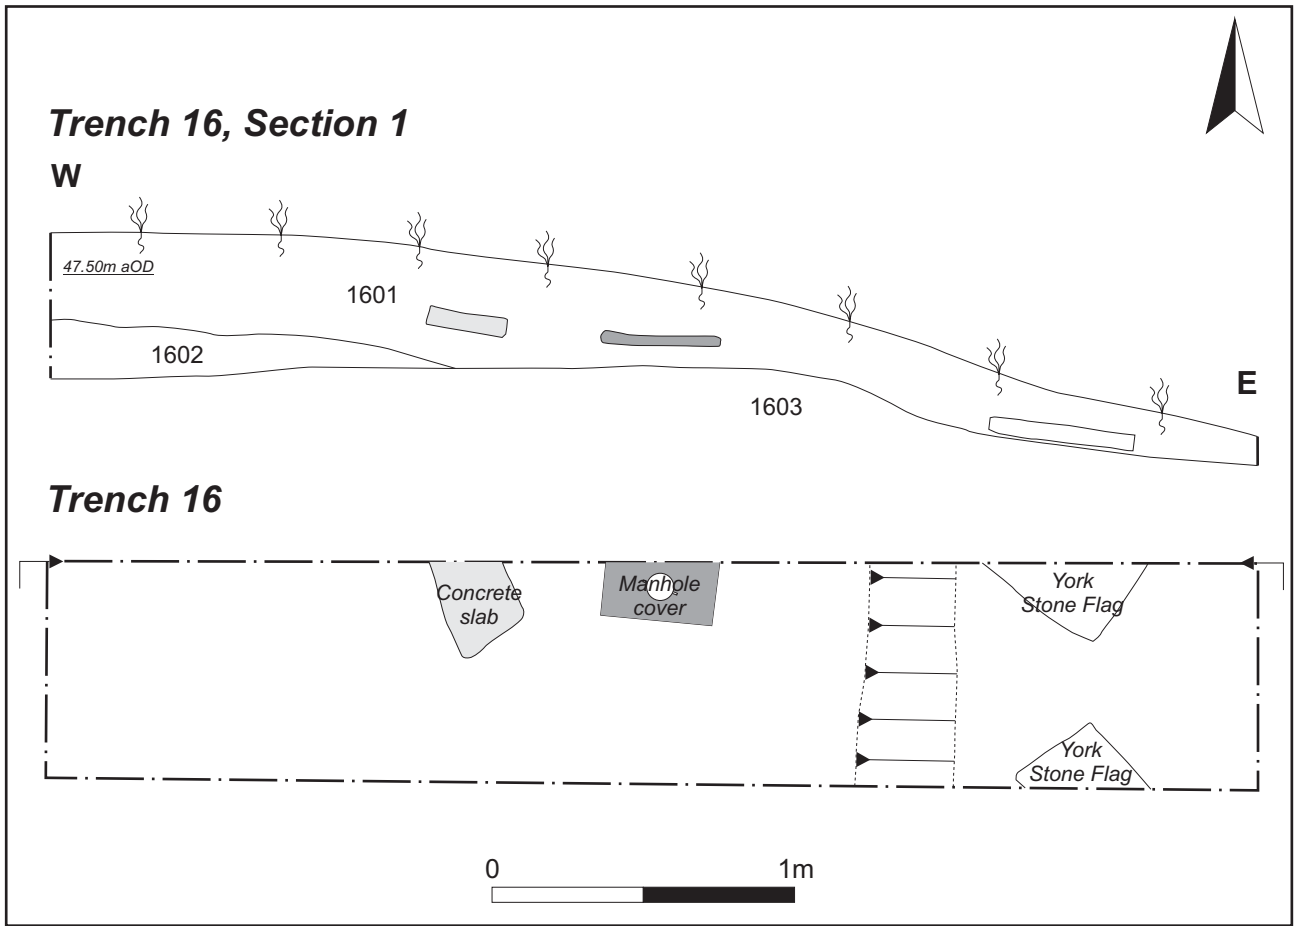 Trench 16, Section 1
W
47.50m aOD
1601
1602
E
1603
Trench 16
Concrete
slab
Manhole
cover
York
Stone Flag
York
Stone Flag
0 1m